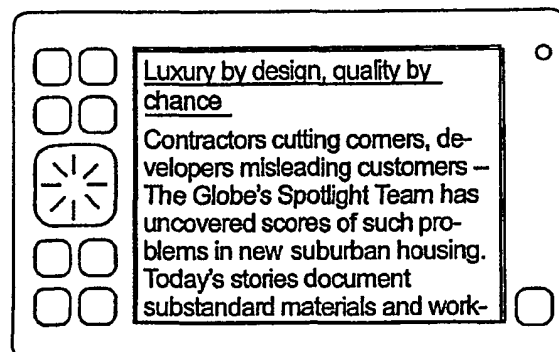 Luxury by design, quality by
chance
Contractors cutting corners, de-
velopers misleading customers –
The Globe's Spotlight Team has
uncovered scores of such pro-
blems in new suburban housing.
Today's stories document
substandard materials and work-